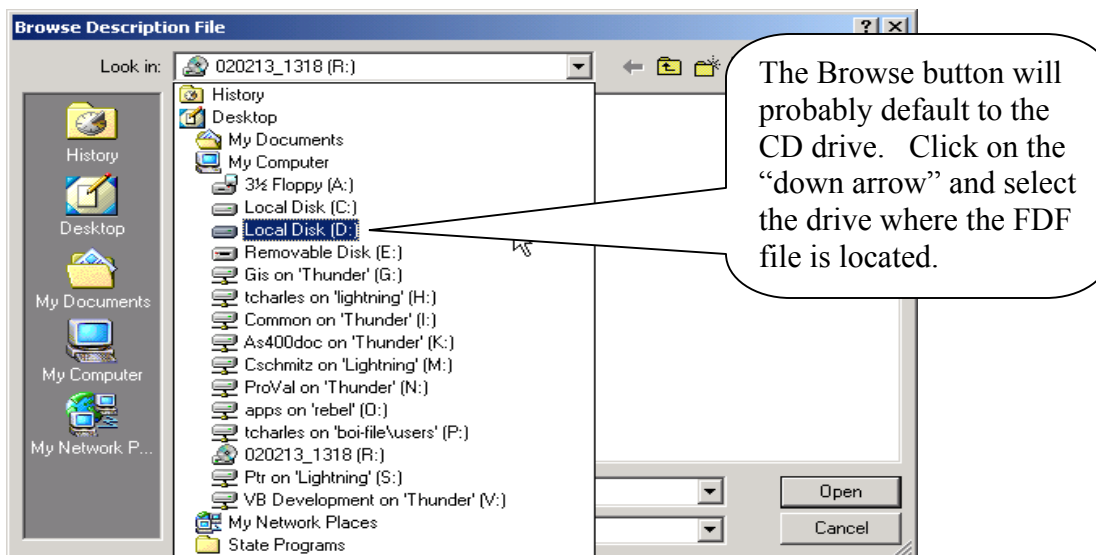 Browse Description File
Look in: 020213_1318 (R:)
History
Desktop
My Documents
My Computer
3½ Floppy (A:)
Local Disk (C:)
Local Disk (D:)
Removable Disk (E:)
Gis on 'Thunder' (G:)
tcharles on 'lightning' (H:)
Common on 'Thunder' (I:)
As400doc on 'Thunder' (K:)
Cschmitz on 'Lightning' (M:)
ProVal on 'Thunder' (N:)
apps on 'rebel' (O:)
tcharles on 'boi-file\users' (P:)
020213_1318 (R:)
Ptr on 'Lightning' (S:)
VB Development on 'Thunder' (V:)
My Network Places
State Programs
History
Desktop
My Documents
My Computer
My Network P...
Open
Cancel
The Browse button will
probably default to the
CD drive. Click on the
“down arrow” and select
the drive where the FDF
file is located.